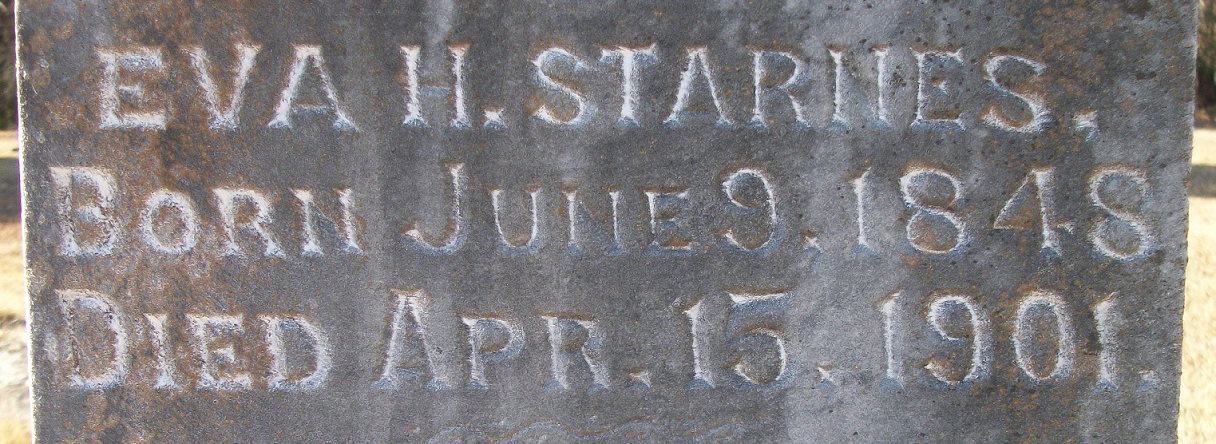 EVA H. STARNES.
BORN JUNE 9. 1848
DIED APR. 15. 1901.